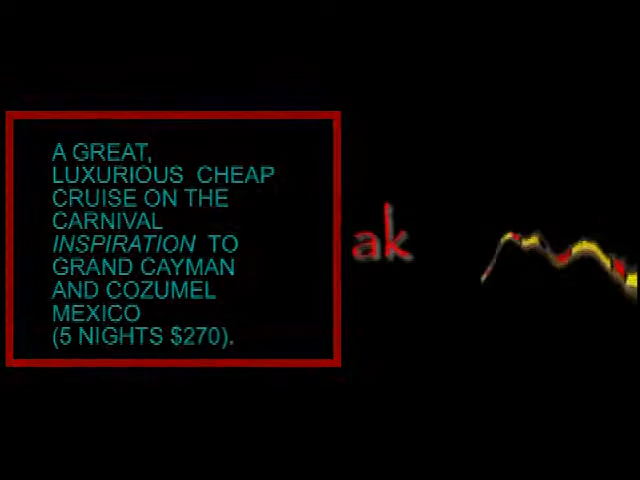 A GREAT,
LUXURIOUS CHEAP
CRUISE ON THE
CARNIVAL
INSPIRATION TO
GRAND CAYMAN
AND COZUMEL
MEXICO
(5 NIGHTS $270).
ak